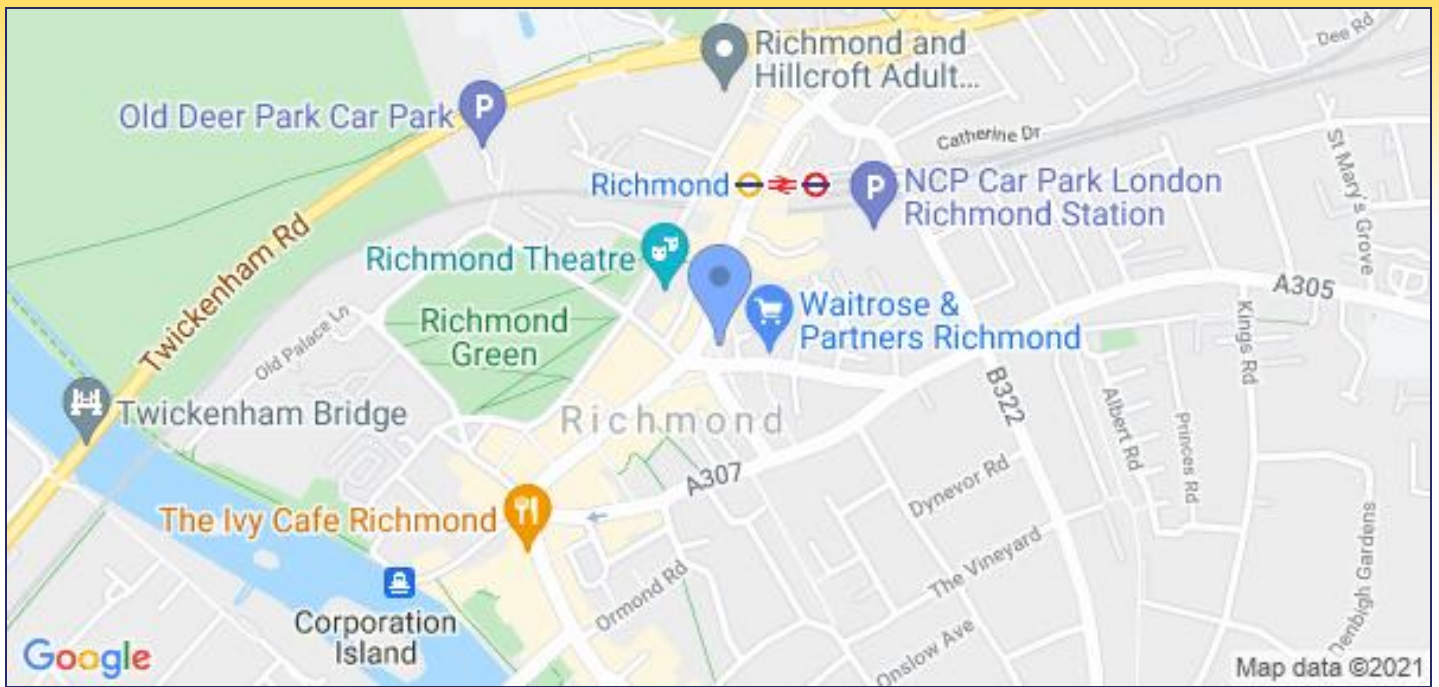 Richmond and
Hillcroft Adult...
Dee Rd
P
Old Deer Park Car Park
Catherine Dr
St Mary's Grove
Richmond
P
NCP Car Park London
Richmond Station
Twickenham Rd
Richmond Theatre
A305
Waitrose &
Partners Richmond
Richmond
Green
Old Palace Ln
Kings Rd
B322
Albert Rd
Princes Rd
Twickenham Bridge
Richmond
A307
Dynevor Rd
The Ivy Cafe Richmond
The Vineyard
Denbigh Gardens
Ormond Rd
Corporation
Island
Onslow Ave
Google
Map data ©2021